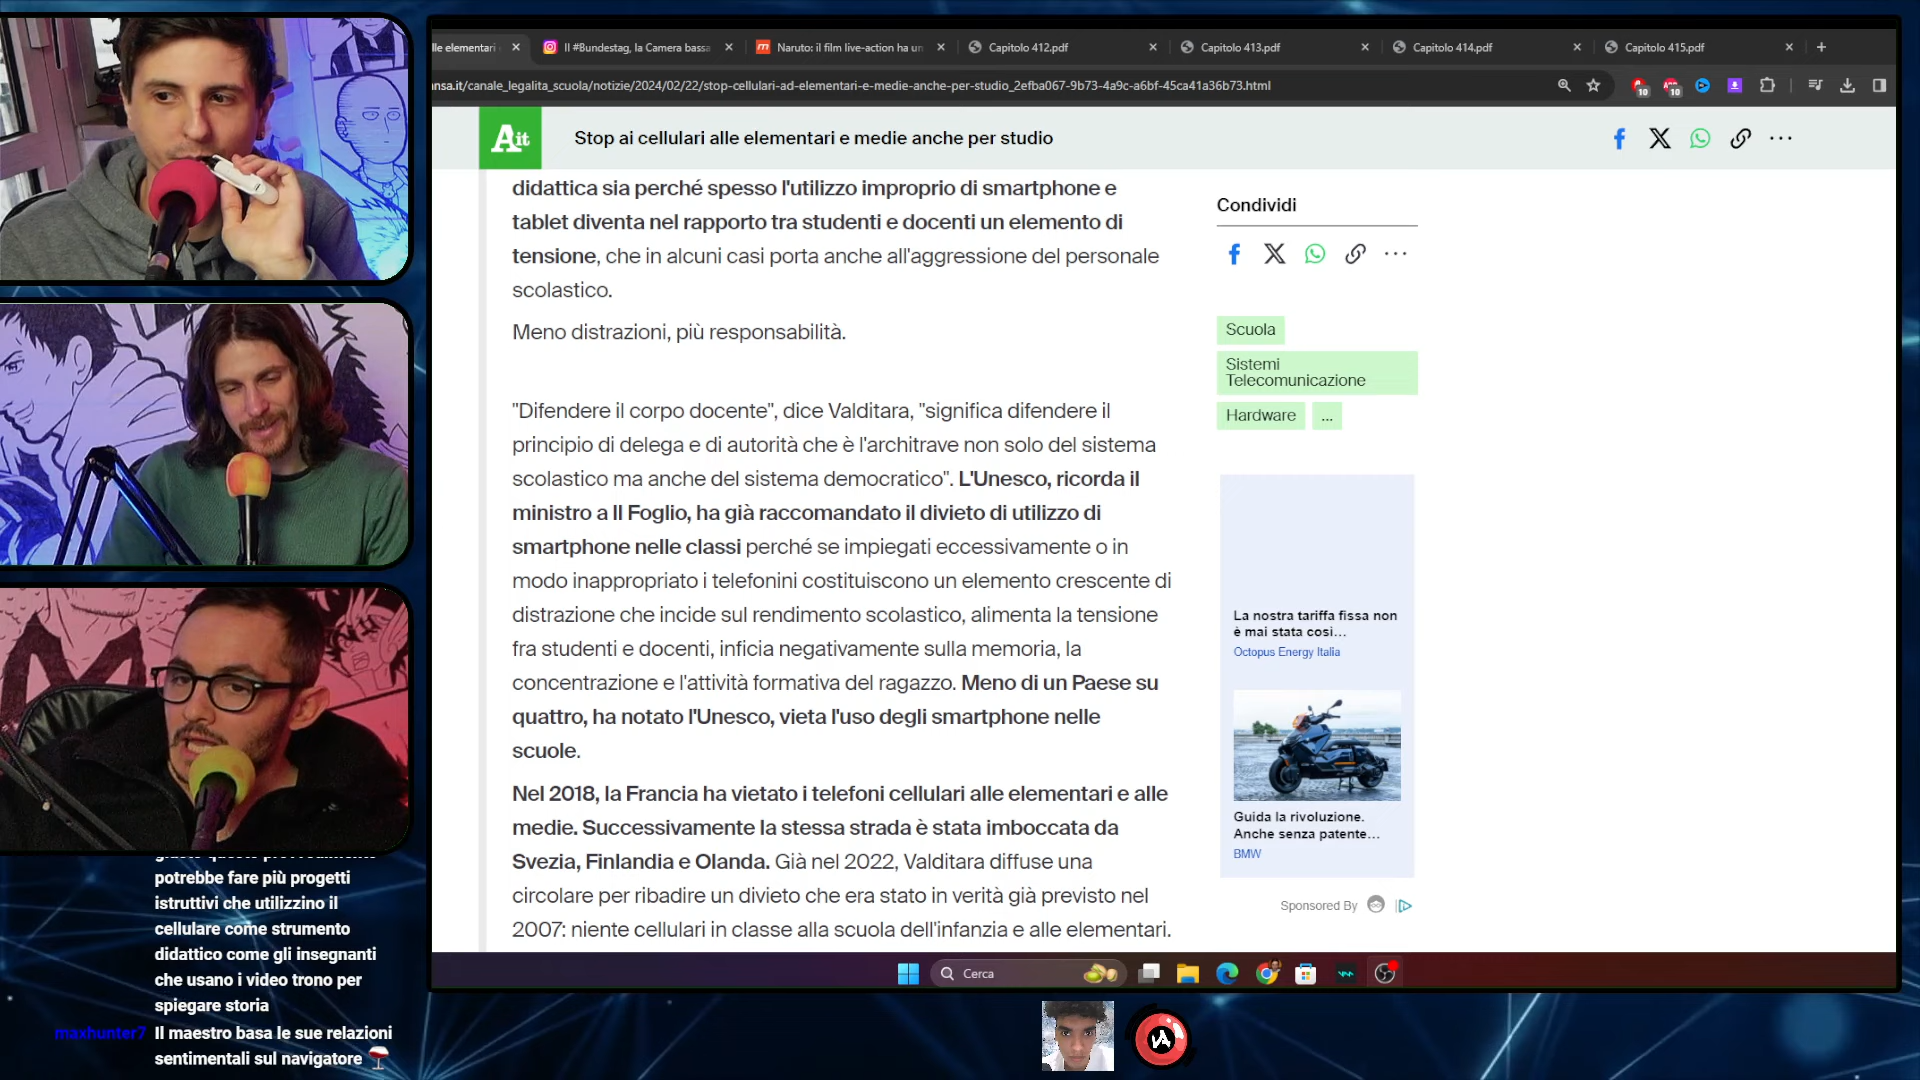 lle elementari
Il #Bundestag, la Camera bassa
Naruto: il film live-action ha un
Capitolo 412.pdf
Capitolo 413.pdf
Capitolo 414.pdf
Capitolo 415.pdf
ansa.it/canale_legalita_scuola/notizie/2024/02/22/stop-cellulari-ad-elementari-e-medie-anche-per-studio_2efba067-9b73-4a9c-a6bf-45ca41a36b73.html
10
10
Ait
Stop ai cellulari alle elementari e medie anche per studio
didattica sia perché spesso l'utilizzo improprio di smartphone e
tablet diventa nel rapporto tra studenti e docenti un elemento di
tensione, che in alcuni casi porta anche all'aggressione del personale
scolastico.
Meno distrazioni, più responsabilità.
"Difendere il corpo docente", dice Valditara, "significa difendere il
principio di delega e di autorità che è l'architrave non solo del sistema
scolastico ma anche del sistema democratico". L'Unesco, ricorda il
ministro a Il Foglio, ha già raccomandato il divieto di utilizzo di
smartphone nelle classi perché se impiegati eccessivamente o in
modo inappropriato i telefonini costituiscono un elemento crescente di
distrazione che incide sul rendimento scolastico, alimenta la tensione
fra studenti e docenti, inficia negativamente sulla memoria, la
concentrazione e l'attività formativa del ragazzo. Meno di un Paese su
quattro, ha notato l'Unesco, vieta l'uso degli smartphone nelle
scuole.
Nel 2018, la Francia ha vietato i telefoni cellulari alle elementari e alle
medie. Successivamente la stessa strada è stata imboccata da
Svezia, Finlandia e Olanda. Già nel 2022, Valditara diffuse una
circolare per ribadire un divieto che era stato in verità già previsto nel
2007: niente cellulari in classe alla scuola dell'infanzia e alle elementari.
Condividi
Scuola
Sistemi
Telecomunicazione
Hardware
...
La nostra tariffa fissa non
è mai stata così...
Octopus Energy Italia
Guida la rivoluzione.
Anche senza patente...
BMW
Sponsored By
Cerca
potrebbe fare più progetti
istruttivi che utilizzino il
cellulare come strumento
didattico come gli insegnanti
che usano i video trono per
spiegare storia
maxhunter7 Il maestro basa le sue relazioni
sentimentali sul navigatore